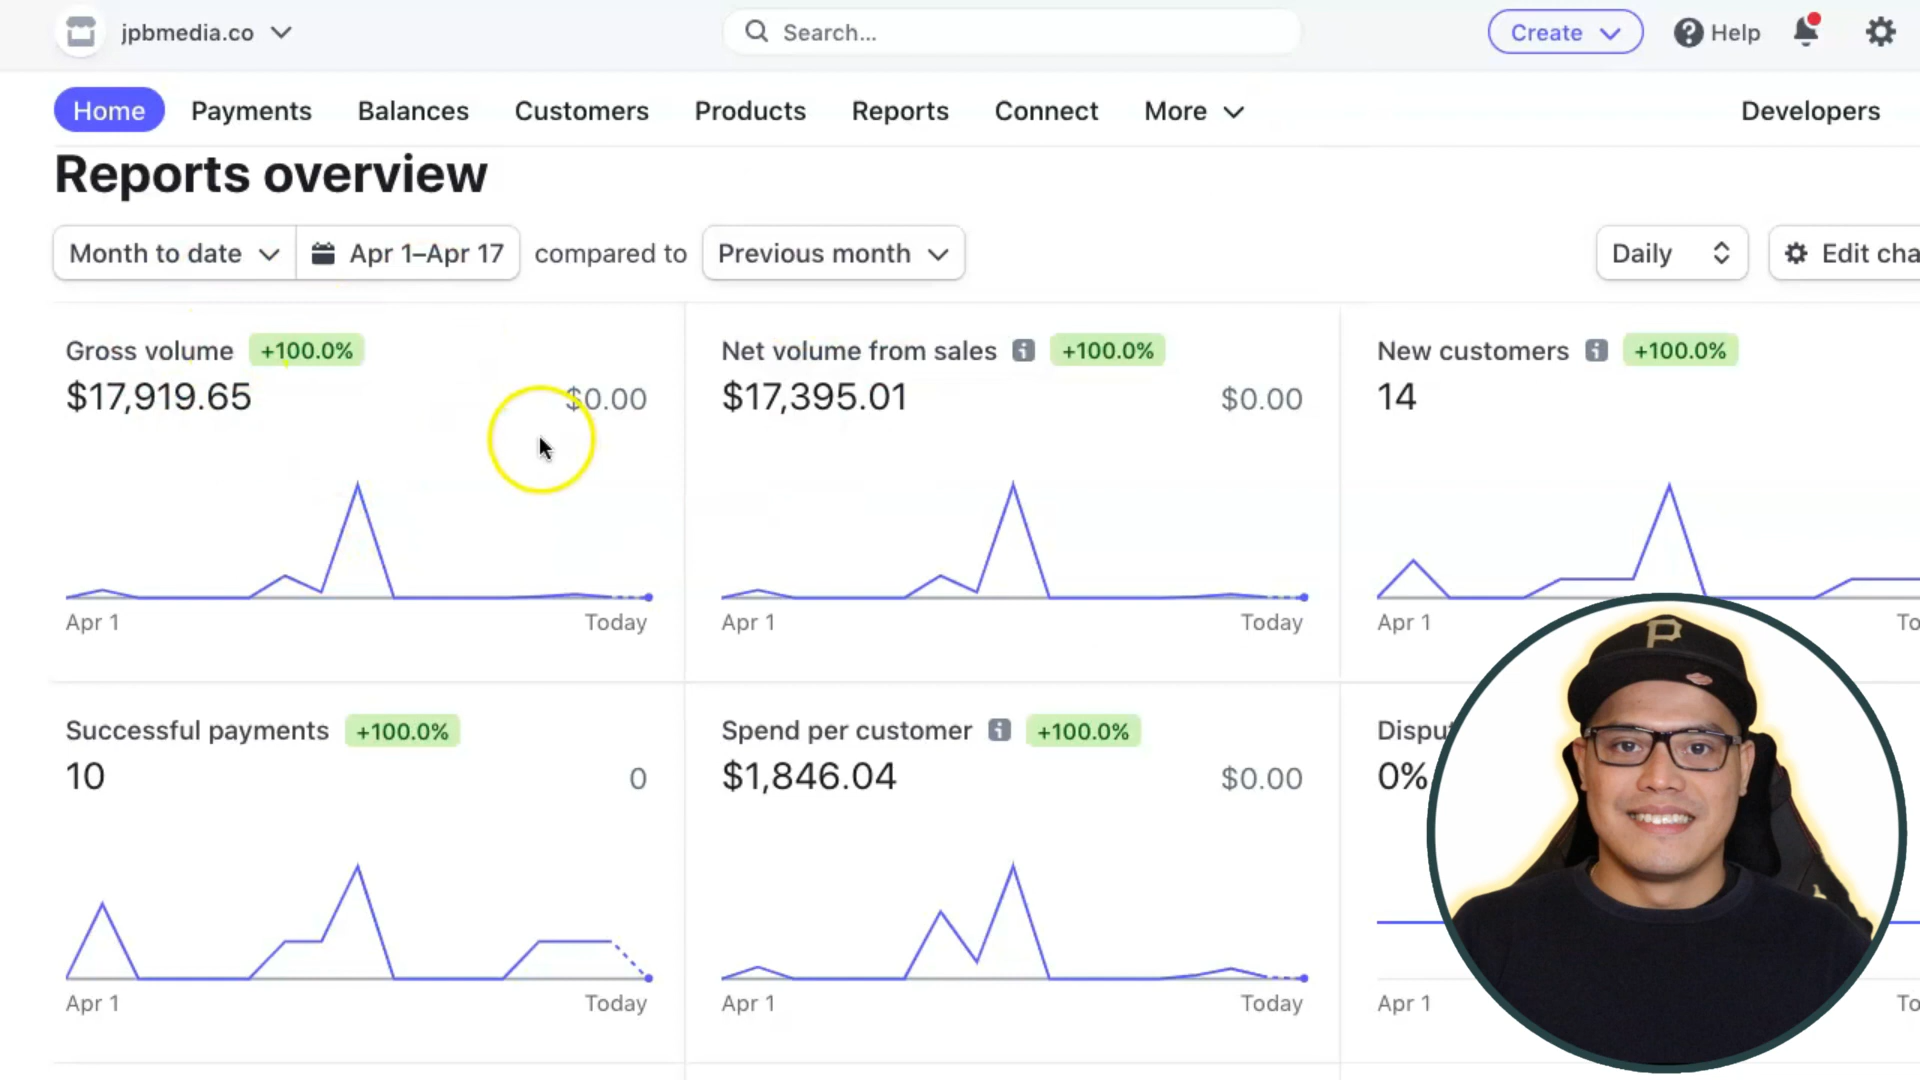 jpbmedia.co
Search...
Create
Help
Home Payments Balances Customers Products Reports Connect More Developers
Reports overview
Month to date Apr 1–Apr 17 compared to Previous month Daily Edit cha
Gross volume +100.0%
$17,919.65 $0.00
Apr 1 Today
Net volume from sales +100.0%
$17,395.01 $0.00
Apr 1 Today
New customers +100.0%
14
Apr 1 To
Successful payments +100.0%
10 0
Apr 1 Today
Spend per customer +100.0%
$1,846.04 $0.00
Apr 1 Today
Dispu
0%
Apr 1 To
P